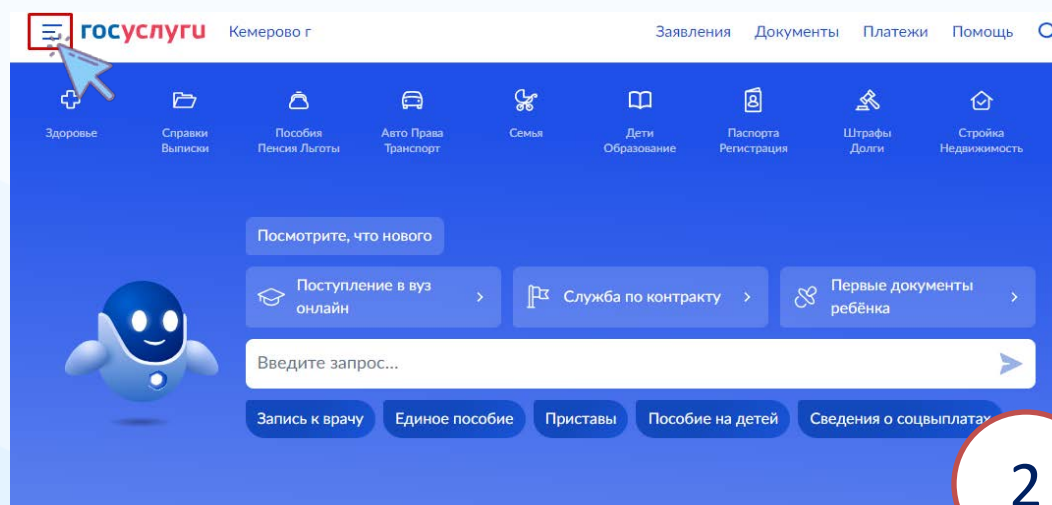 госуслуги Кемерово г Заявления Документы Платежи Помощь
Здоровье
Справки
Выписки
Пособия
Пенсия Льготы
Авто Права
Транспорт
Семья
Дети
Образование
Паспорта
Регистрация
Штрафы
Долги
Стройка
Недвижимость
Посмотрите, что нового
Поступление в вуз
онлайн
Служба по контракту
Первые документы
ребёнка
Введите запрос...
Запись к врачу Единое пособие Приставы Пособие на детей Сведения о соцвыплатах
2